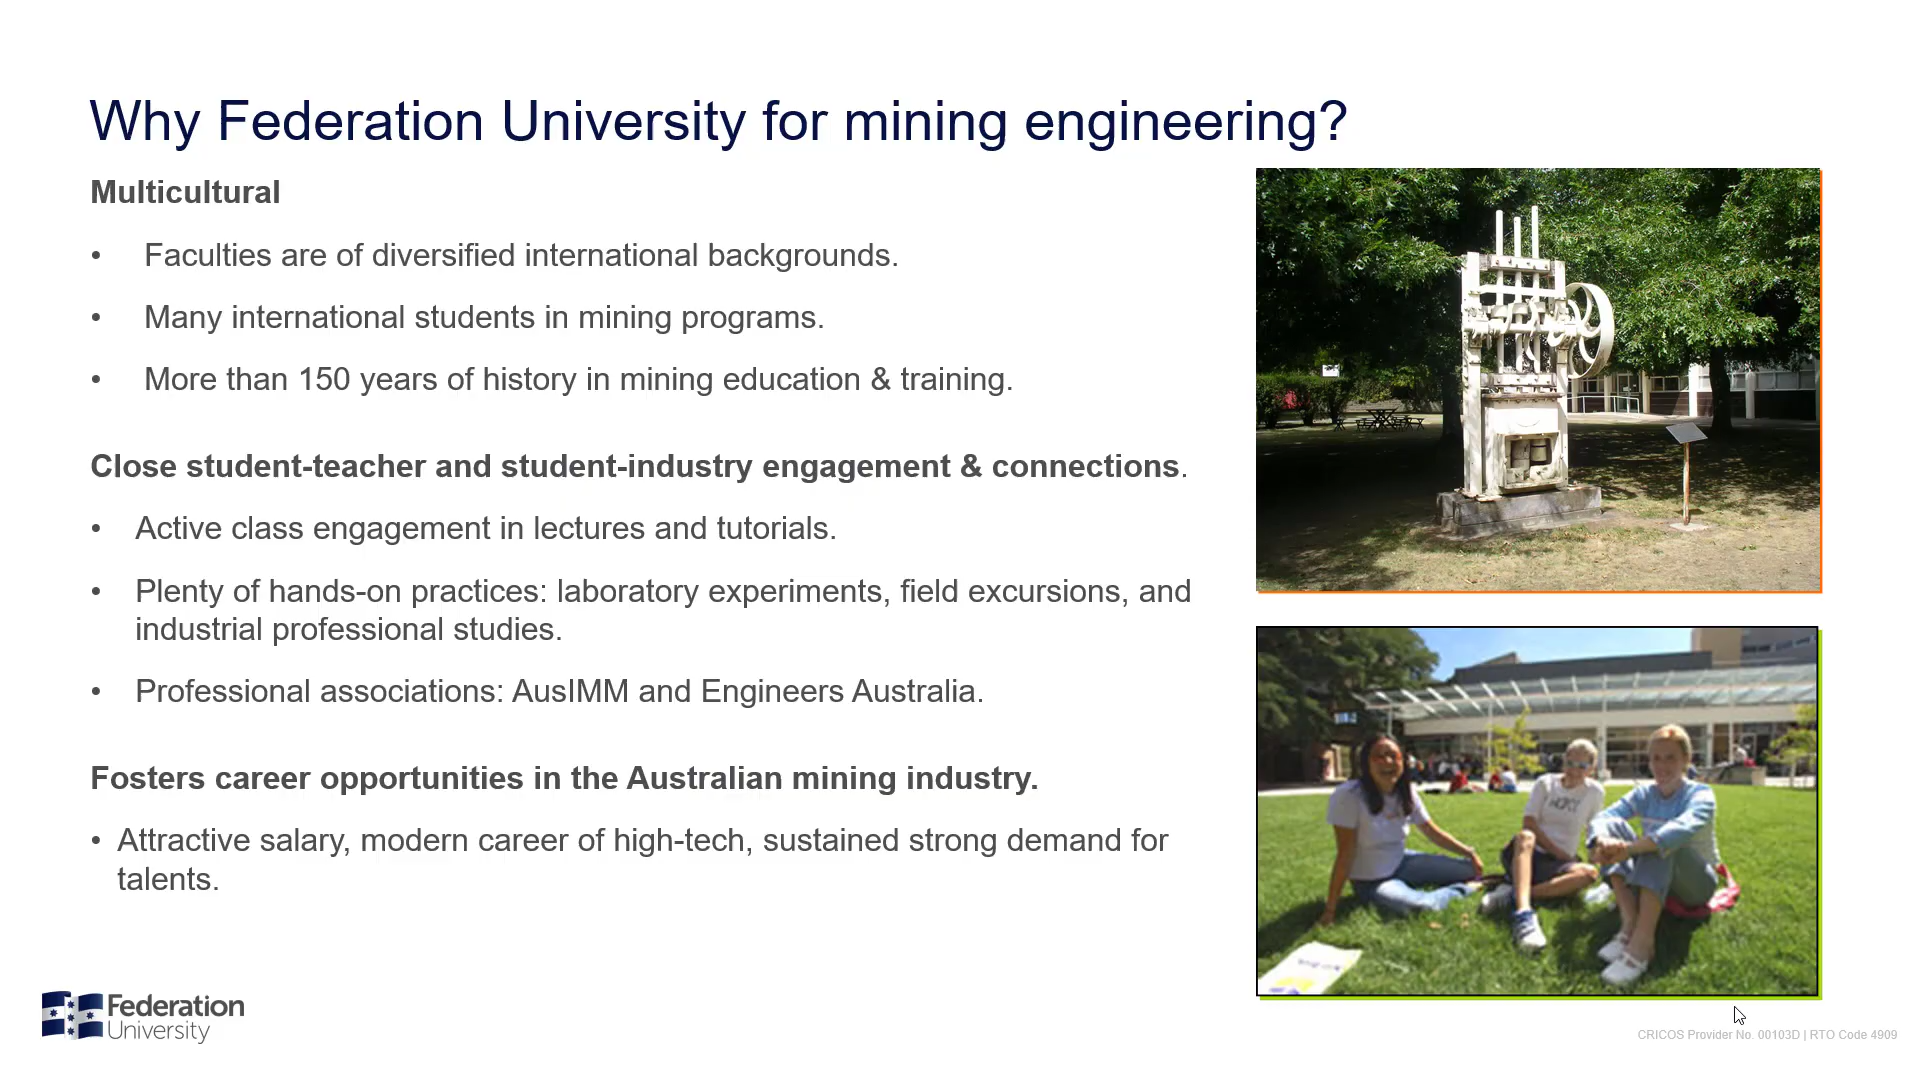 Why Federation University for mining engineering?
Multicultural
• Faculties are of diversified international backgrounds.
• Many international students in mining programs.
• More than 150 years of history in mining education & training.
Close student-teacher and student-industry engagement & connections.
• Active class engagement in lectures and tutorials.
• Plenty of hands-on practices: laboratory experiments, field excursions, and
industrial professional studies.
• Professional associations: AusIMM and Engineers Australia.
Fosters career opportunities in the Australian mining industry.
• Attractive salary, modern career of high-tech, sustained strong demand for
talents.
Federation
University
CRICOS Provider No. 00103D | RTO Code 4909